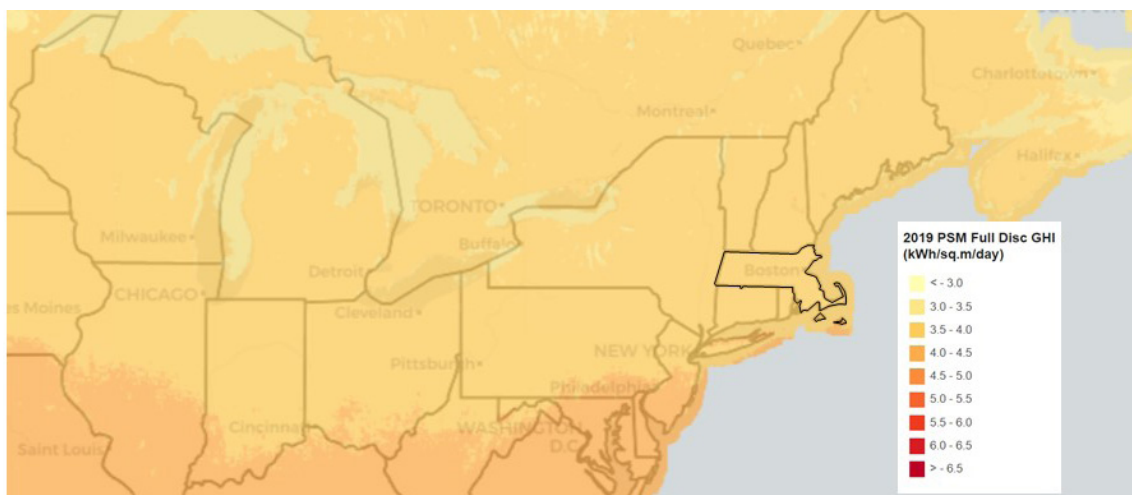 Quebec
Charlottetown
Montreal
Halifax
TORONTO
Milwaukee
Buffalo
Detroit
Boston
CHICAGO
es Moines
Cleveland
NEW YORK
Pittsburgh
Philadelphia
Cincinnati
WASHINGTON
D.C.
Saint Louis
2019 PSM Full Disc GHI
(kWh/sq.m/day)
< - 3.0
3.0 - 3.5
3.5 - 4.0
4.0 - 4.5
4.5 - 5.0
5.0 - 5.5
5.5 - 6.0
6.0 - 6.5
> - 6.5